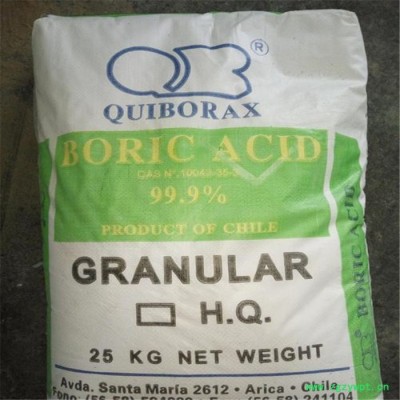 QB®
QUIBORAX
BORIC ACID
99.9%
PRODUCT OF CHILE
GRANULAR
H.Q.
25 KG NET WEIGHT
Avda. Santa María 2612 • Arica • Chile
BORIC ACID